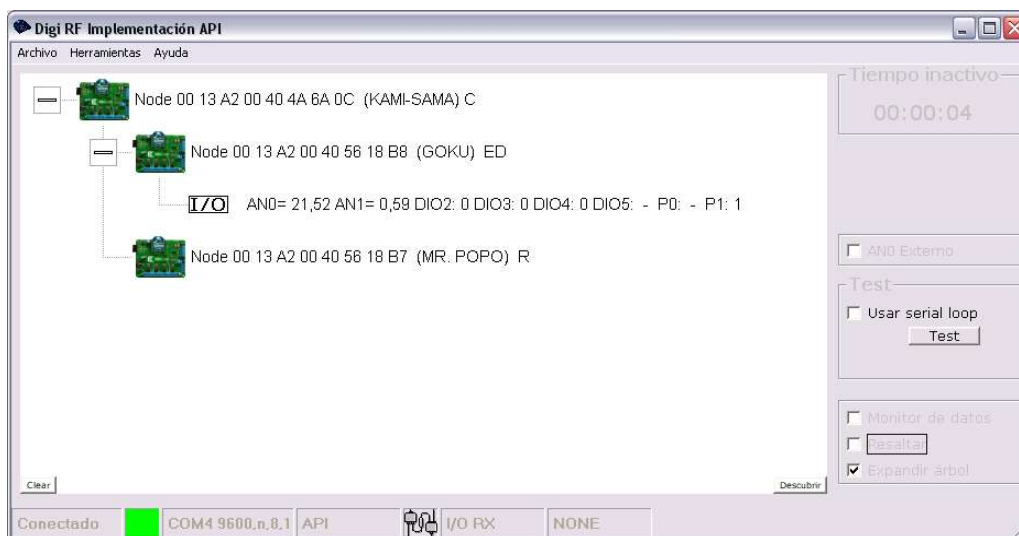 Digi RF Implementación API
Archivo Herramientas Ayuda
Node 00 13 A2 00 40 4A 6A 0C (KAMI-SAMA) C
Node 00 13 A2 00 40 56 18 B8 (GOKU) ED
I/O AN0= 21,52 AN1= 0,59 DIO2: 0 DIO3: 0 DIO4: 0 DIO5: - P0: - P1: 1
Node 00 13 A2 00 40 56 18 B7 (MR. POPO) R
Clear
Descubrir
Tiempo inactivo
00:00:04
AN0 Externo
Test
Usar serial loop
Test
Monitor de datos
Resaltar
Expandir árbol
Conectado COM4 9600,n,8,1 API I/O RX NONE